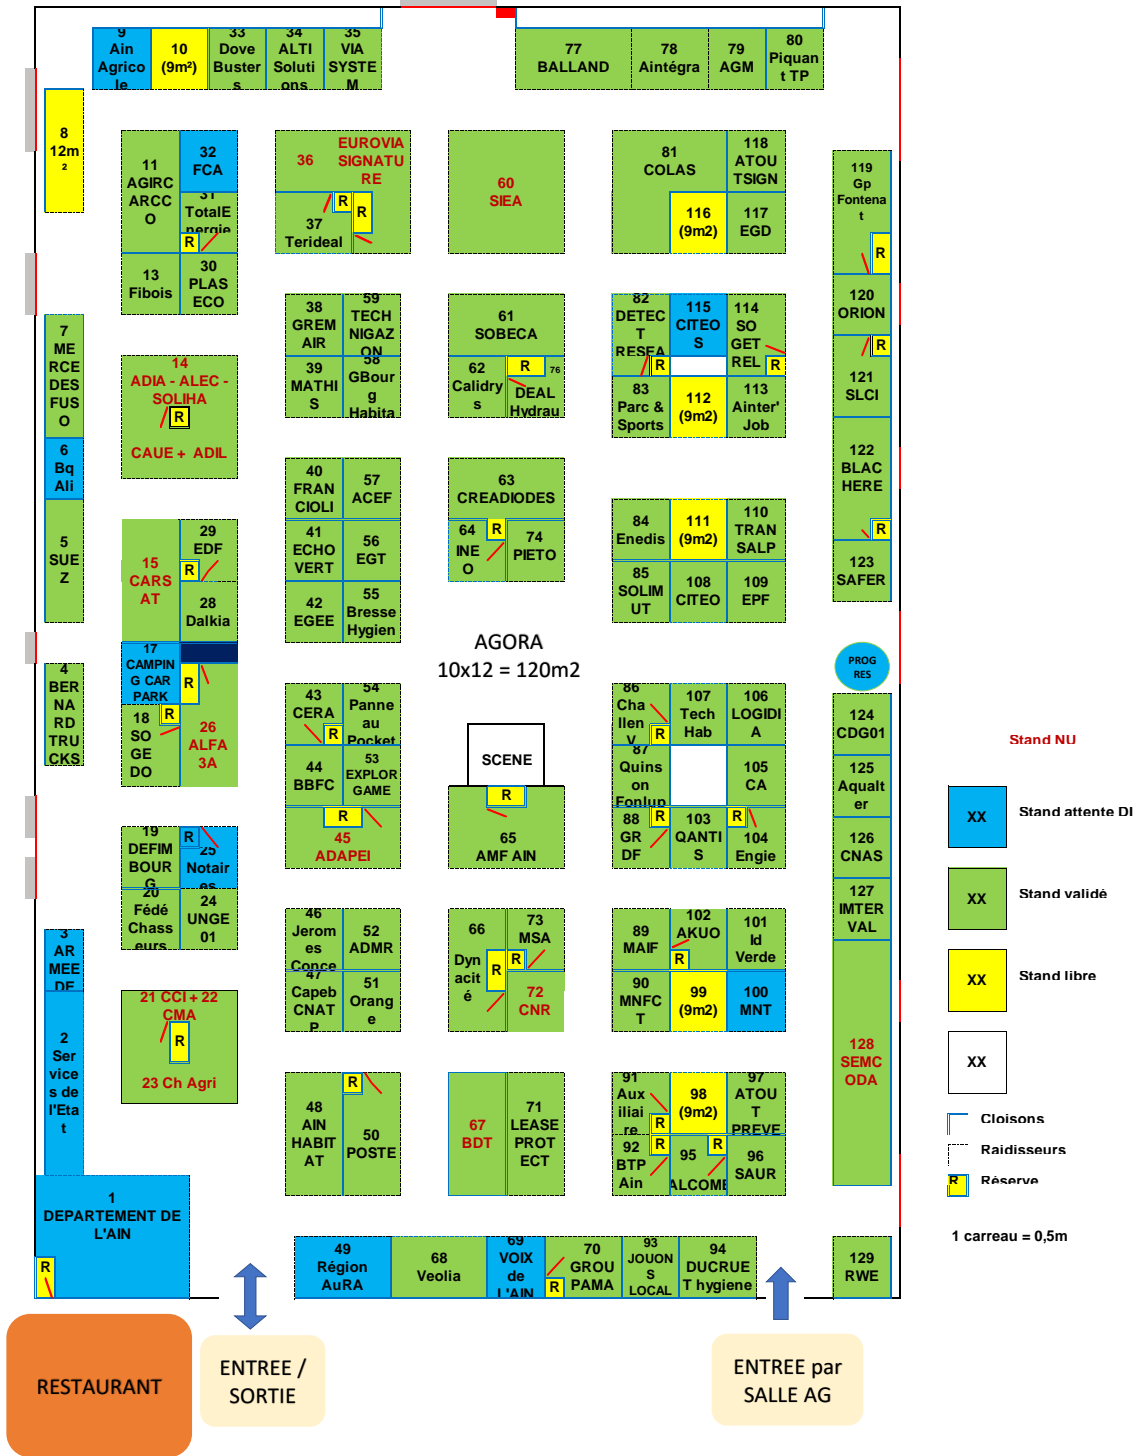 9
Ain
Agrico
le
10
(9m²)
33
Dove
Buster
s
34
ALTI
Soluti
ons
35
VIA
SYSTE
M
77
BALLAND
78
Aintégra
79
AGM
80
Piquan
t TP
8
12m
²
11
AGIRC
ARCC
O
32
FCA
31
TotalE
nergie
R
13
Fibois
30
PLAS
ECO
36
EUROVIA
SIGNATU
RE
R
R
37
Terideal
60
SIEA
81
COLAS
118
ATOU
TSIGN
116
(9m2)
117
EGD
119
Gp
Fontena
t
R
120
ORION
R
121
SLCI
122
BLAC
HERE
R
123
SAFER
7
ME
RCE
DES
FUS
O
6
Bq
Ali
5
SUE
Z
14
ADIA - ALEC -
SOLIHA
R
CAUE + ADIL
38
GREM
AIR
59
TECH
NIGAZ
ON
39
MATHI
S
58
GBour
g
Habita
61
SOBECA
62
Calidry
s
R
76
DEAL
Hydrau
82
DETEC
T
RESEA
R
115
CITEO
S
114
SO
GET
REL
R
83
Parc &
Sports
112
(9m2)
113
Ainter'
Job
15
CARS
AT
29
EDF
R
28
Dalkia
40
FRAN
CIOLI
57
ACEF
41
ECHO
VERT
56
EGT
42
EGEE
55
Bresse
Hygien
63
CREADIODES
64
INE
O
R
74
PIETO
84
Enedis
111
(9m2)
110
TRAN
SALP
85
SOLIM
UT
108
CITEO
109
EPF
AGORA
10x12 = 120m2
PROG
RES
17
CAMPIN
G CAR
PARK
R
4
BER
NA
RD
TRU
CKS
18
SO
GE
DO
R
26
ALFA
3A
43
CERA
R
54
Panne
au
Pocket
44
BBFC
53
EXPLOR
GAME
R
45
ADAPEI
SCENE
R
65
AMF AIN
86
Cha
llen
V
R
107
Tech
Hab
106
LOGIDI
A
87
Quins
on
Fonlup
105
CA
88
GR
DF
R
103
QANTI
S
R
104
Engie
124
CDG01
125
Aqualt
er
126
CNAS
127
IMTER
VAL
128
SEMC
ODA
19
DEFIM
BOUR
G
R
25
Notair
es
20
Fédé
Chass
eurs
24
UNGE
01
3
AR
MEE
DE
2
Ser
vice
s de
l'Eta
t
21 CCI + 22
CMA
R
23 Ch Agri
46
Jerom
es
Conce
52
ADMR
47
Capeb
CNAT
P
51
Orang
e
66
Dyn
acit
é
R
73
MSA
R
72
CNR
89
MAIF
102
AKUO
R
101
Id
Verde
90
MNFC
T
99
(9m2)
100
MNT
48
AIN
HABIT
AT
R
50
POSTE
67
BDT
71
LEASE
PROT
ECT
91
Aux
iliai
re
R
98
(9m2)
97
ATOU
T
PREVE
92
BTP
Ain
R
95
ALCOME
R
96
SAUR
1
DEPARTEMENT DE
L'AIN
R
49
Région
AuRA
68
Veolia
69
VOIX
de
L'AIN
70
GROU
PAMA
R
93
JOUON
S
LOCAL
94
DUCRUE
T hygiene
129
RWE
RESTAURANT
ENTREE /
SORTIE
ENTREE par
SALLE AG
Stand NU
XX
Stand attente DI
XX
Stand validé
XX
Stand libre
XX
Cloisons
Raidisseurs
R
Réserve
1 carreau = 0,5m